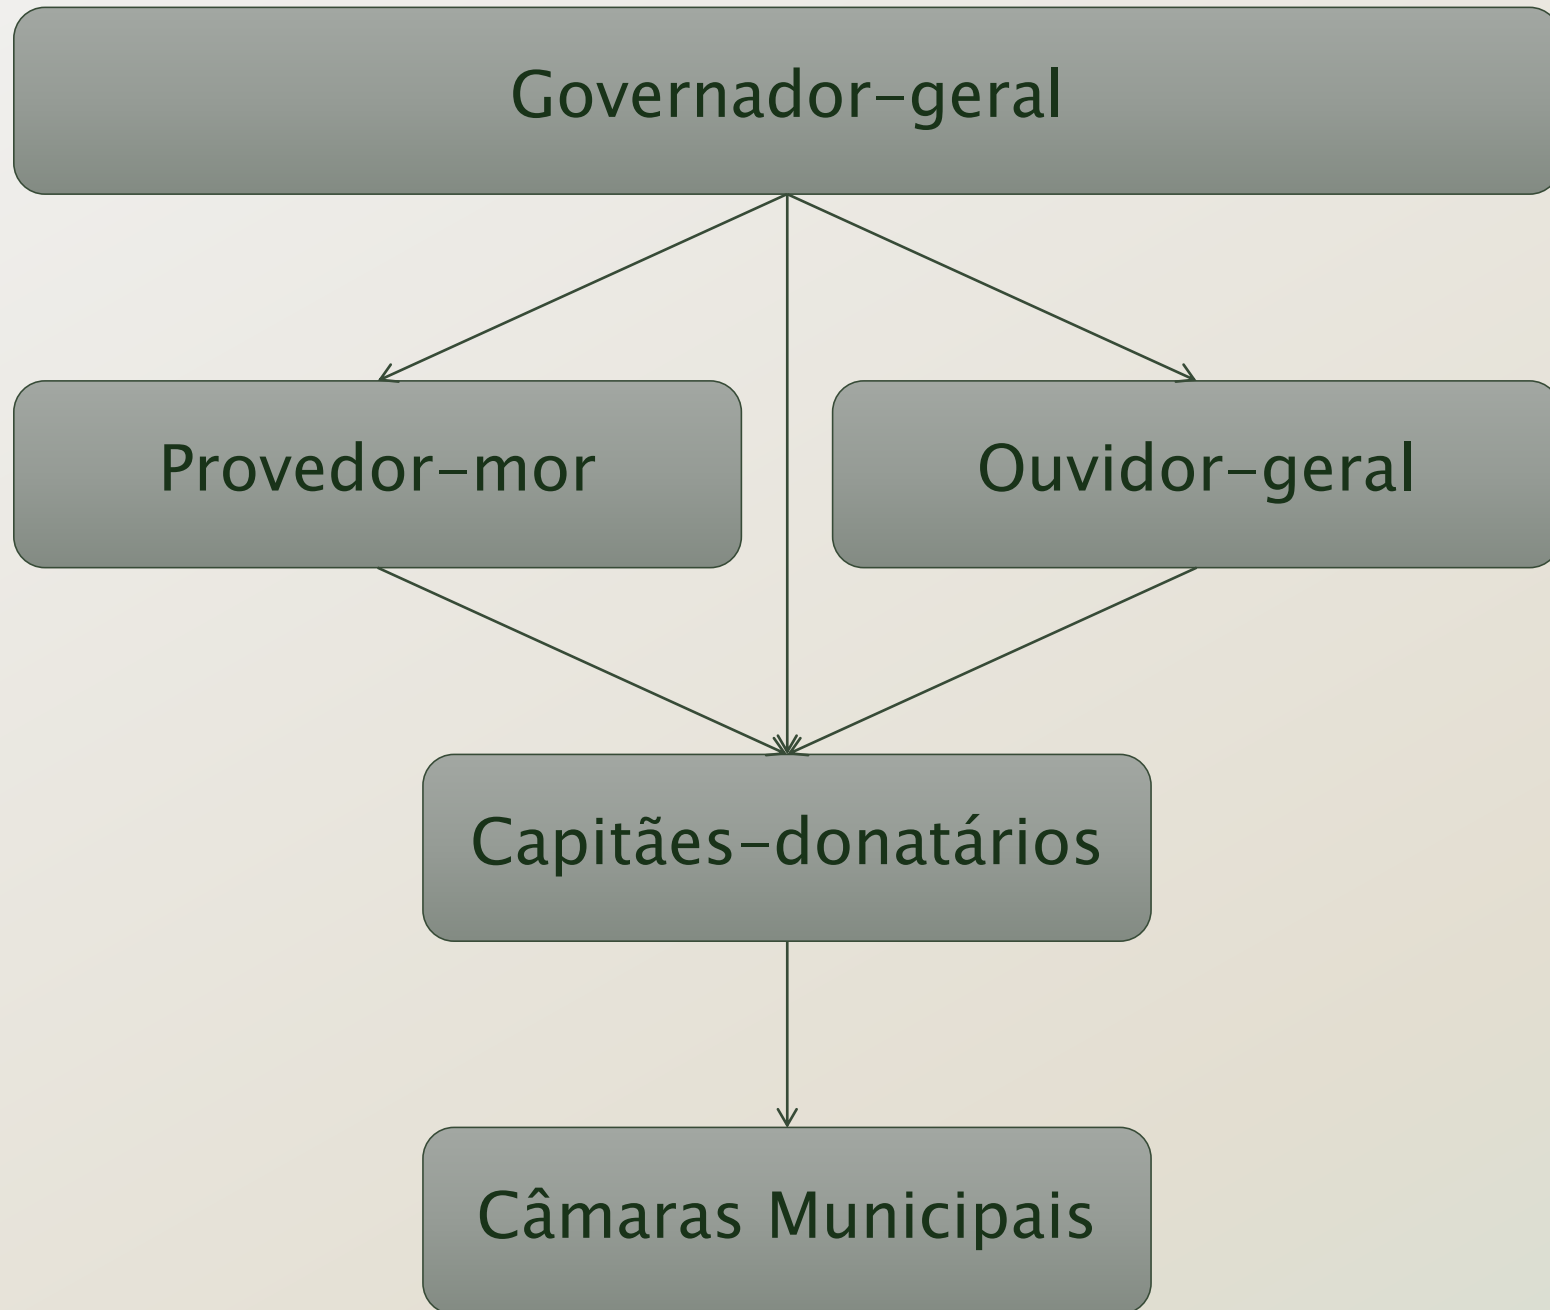 Governador-geral
Provedor-mor
Ouvidor-geral
Capitães-donatários
Câmaras Municipais